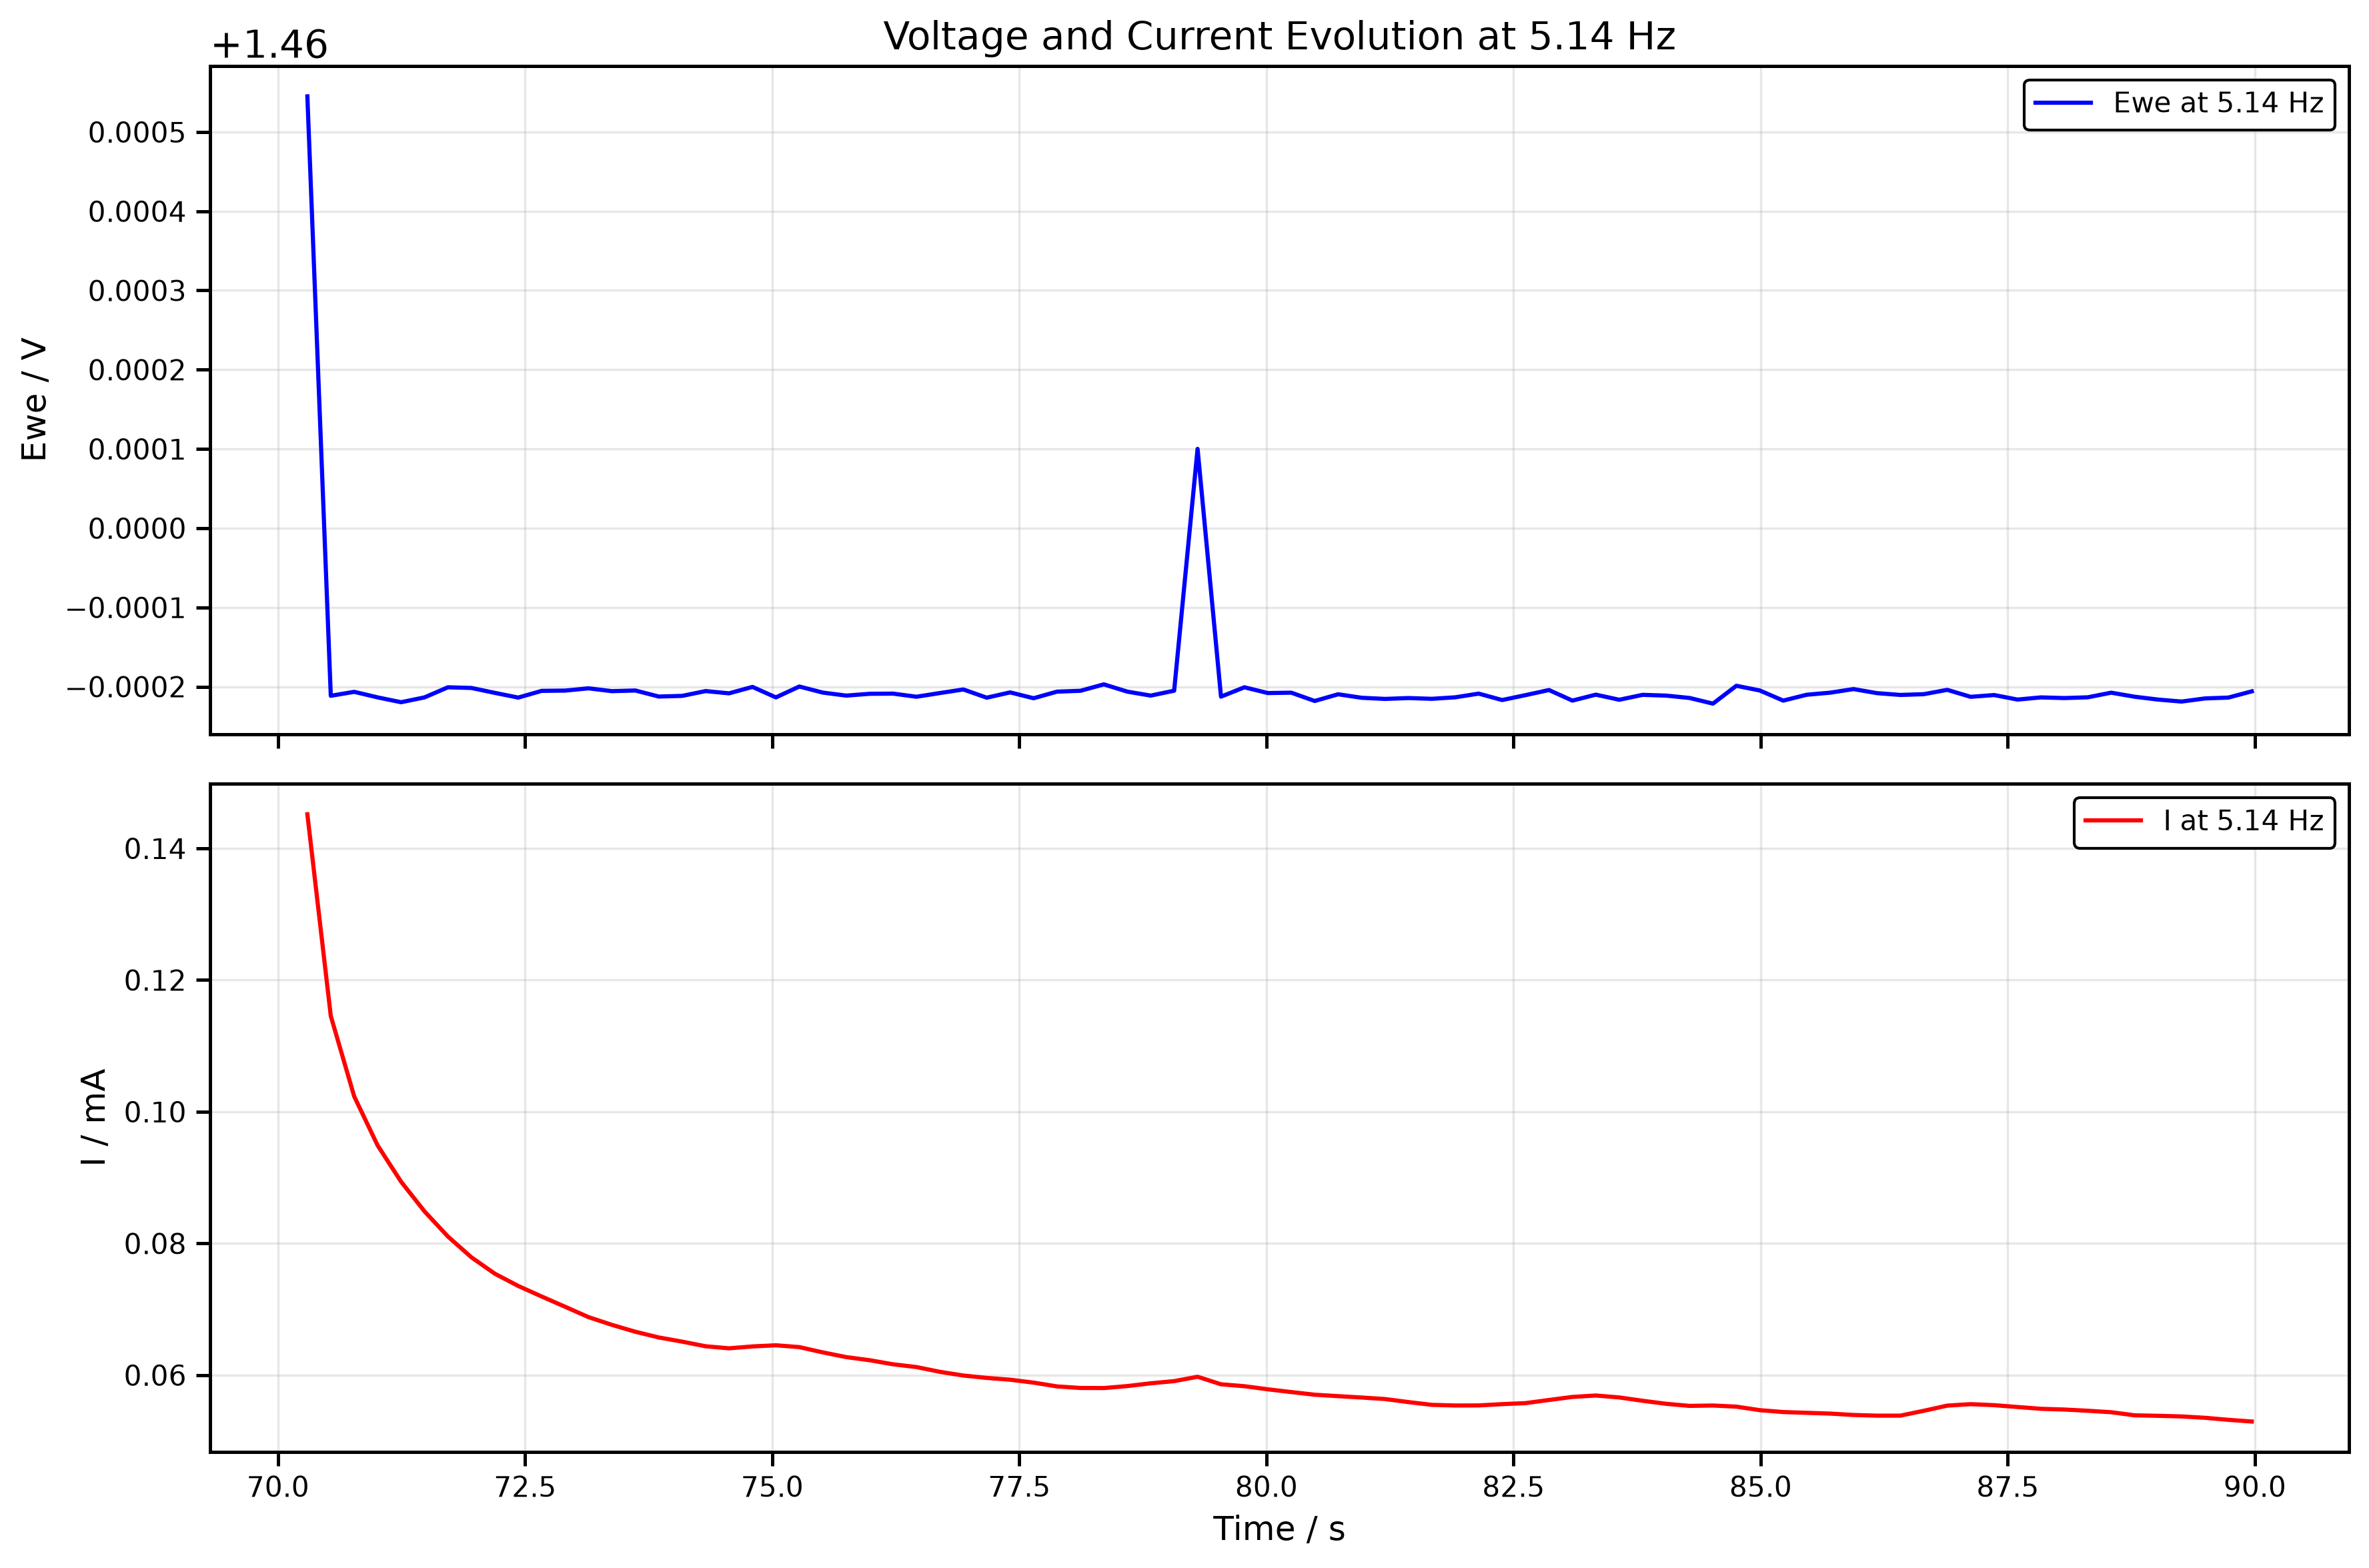 Voltage and Current Evolution at 5.14 Hz
+1.46
Ewe at 5.14 Hz
0.0005
0.0004
0.0003
0.0002
0.0001
0.0000
−0.0001
−0.0002
Ewe / V
I at 5.14 Hz
0.14
0.12
0.10
0.08
0.06
I / mA
70.0 72.5 75.0 77.5 80.0 82.5 85.0 87.5 90.0
Time / s